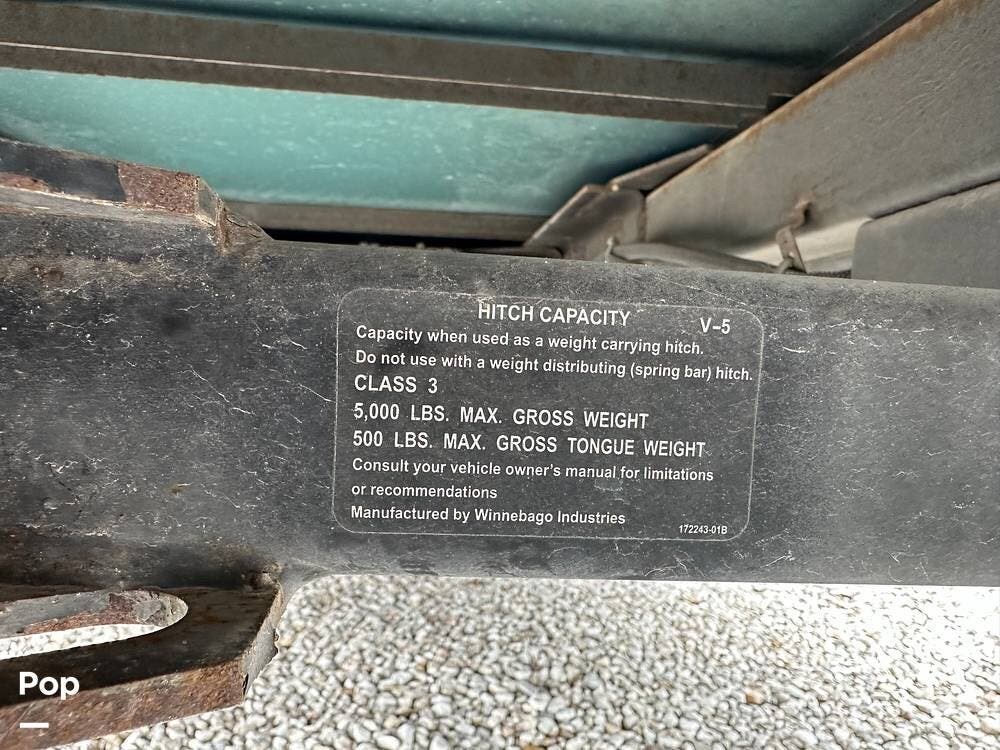 HITCH CAPACITY V-5
Capacity when used as a weight carrying hitch.
Do not use with a weight distributing (spring bar) hitch.
CLASS 3
5,000 LBS. MAX. GROSS WEIGHT
500 LBS. MAX. GROSS TONGUE WEIGHT
Consult your vehicle owner's manual for limitations
or recommendations
Manufactured by Winnebago Industries
172243-01B
Pop